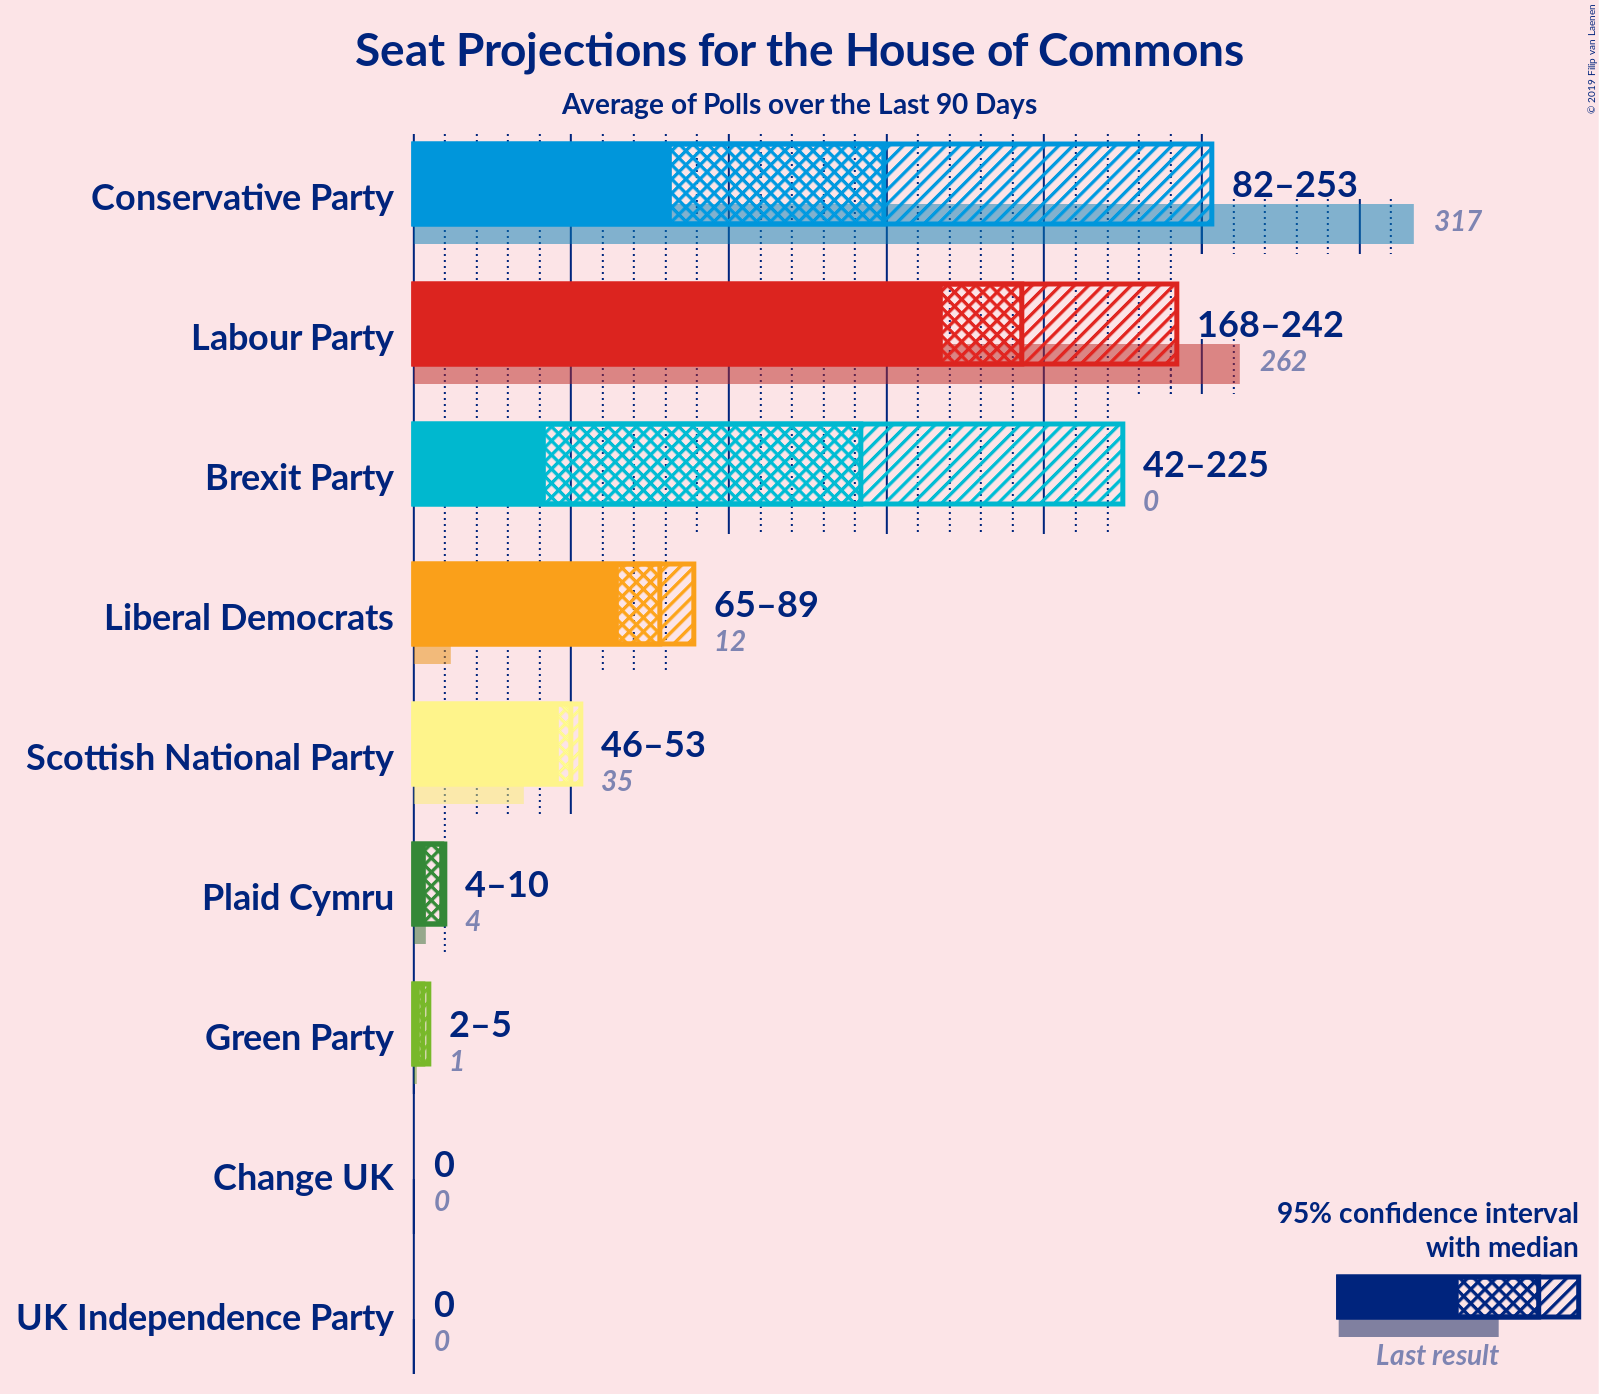 Seat Projections for the House of Commons
Average of Polls over the Last 90 Days
© 2019 Filip van Laenen
Conservative Party
82–253
317
Labour Party
168–242
262
Brexit Party
42–225
0
Liberal Democrats
65–89
12
Scottish National Party
46–53
35
Plaid Cymru
4–10
4
Green Party
2–5
1
Change UK
0
0
UK Independence Party
0
0
95% confidence interval
with median
Last result